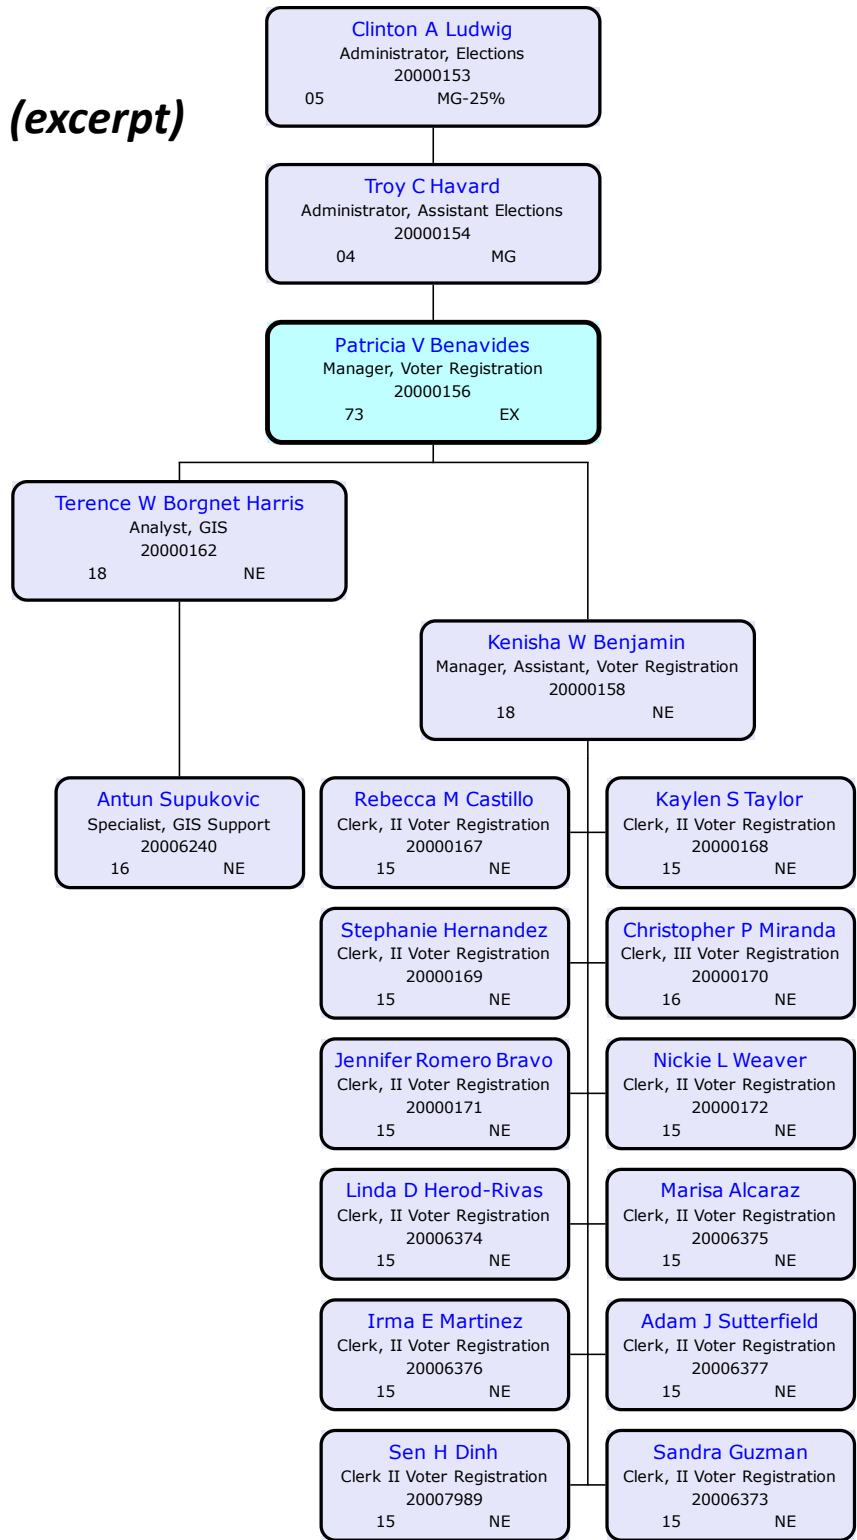 Clinton A Ludwig
Administrator, Elections
20000153
05 MG-25%
(excerpt)
Troy C Havard
Administrator, Assistant Elections
20000154
04 MG
Patricia V Benavides
Manager, Voter Registration
20000156
73 EX
Terence W Borgnet Harris
Analyst, GIS
20000162
18 NE
Kenisha W Benjamin
Manager, Assistant, Voter Registration
20000158
18 NE
Antun Supukovic
Specialist, GIS Support
20006240
16 NE
Rebecca M Castillo
Clerk, II Voter Registration
20000167
15 NE
Kaylen S Taylor
Clerk, II Voter Registration
20000168
15 NE
Stephanie Hernandez
Clerk, II Voter Registration
20000169
15 NE
Christopher P Miranda
Clerk, III Voter Registration
20000170
16 NE
Jennifer Romero Bravo
Clerk, II Voter Registration
20000171
15 NE
Nickie L Weaver
Clerk, II Voter Registration
20000172
15 NE
Linda D Herod-Rivas
Clerk, II Voter Registration
20006374
15 NE
Marisa Alcaraz
Clerk, II Voter Registration
20006375
15 NE
Irma E Martinez
Clerk, II Voter Registration
20006376
15 NE
Adam J Sutterfield
Clerk, II Voter Registration
20006377
15 NE
Sen H Dinh
Clerk II Voter Registration
20007989
15 NE
Sandra Guzman
Clerk, II Voter Registration
20006373
15 NE